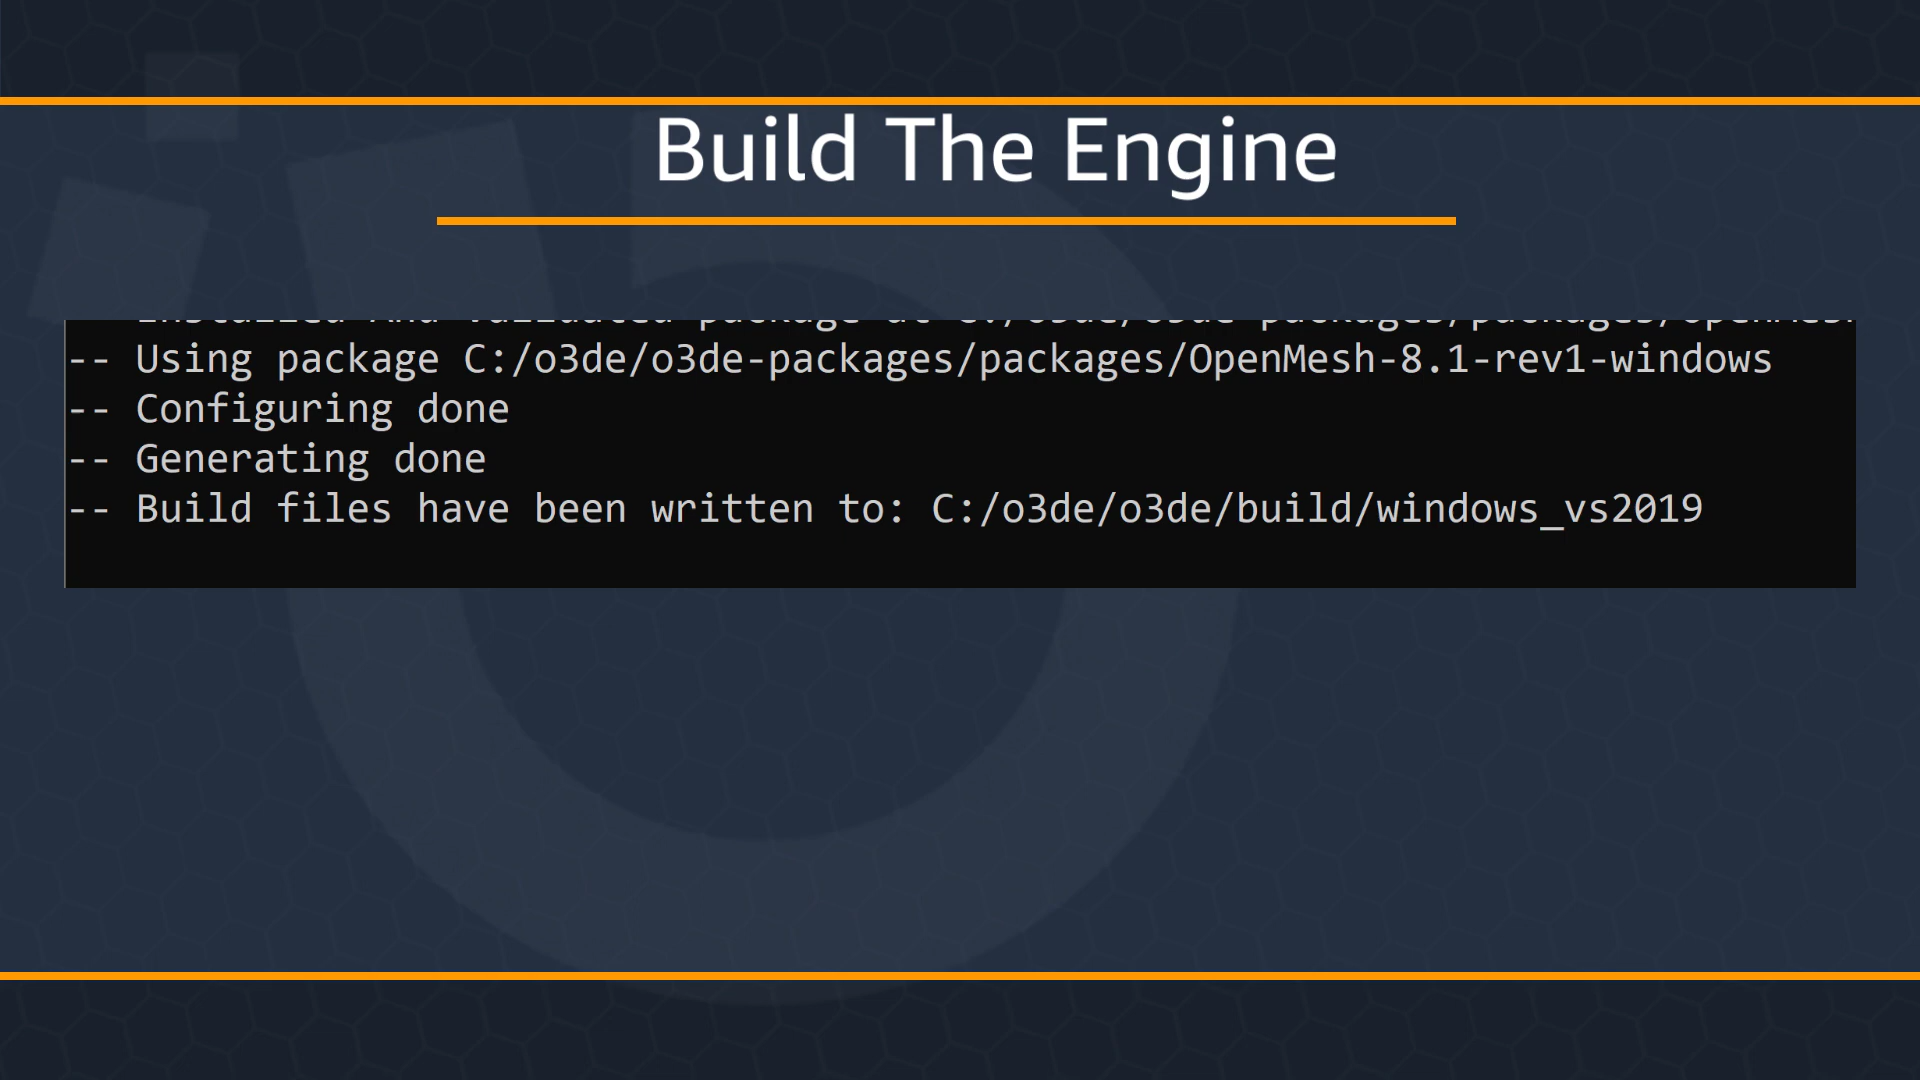 Build The Engine
-- Using package C:/o3de/o3de-packages/packages/OpenMesh-8.1-rev1-windows
-- Configuring done
-- Generating done
-- Build files have been written to: C:/o3de/o3de/build/windows_vs2019